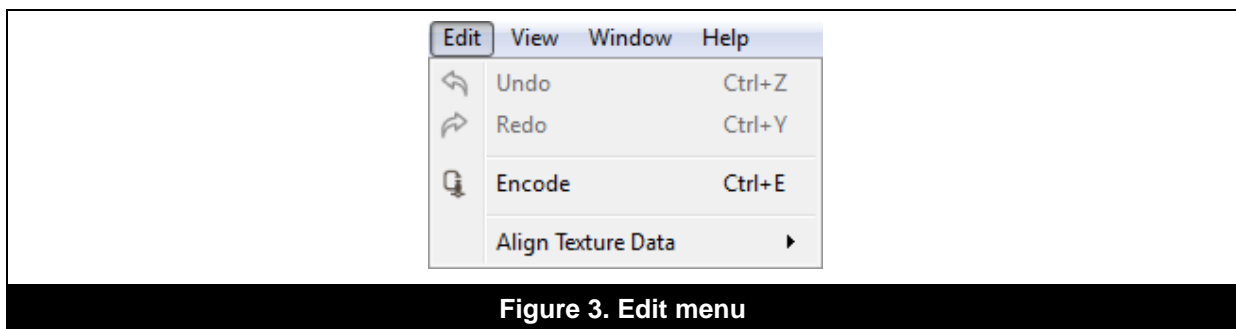 Edit View Window Help
Undo Ctrl+Z
Redo Ctrl+Y
Encode Ctrl+E
Align Texture Data
Figure 3. Edit menu